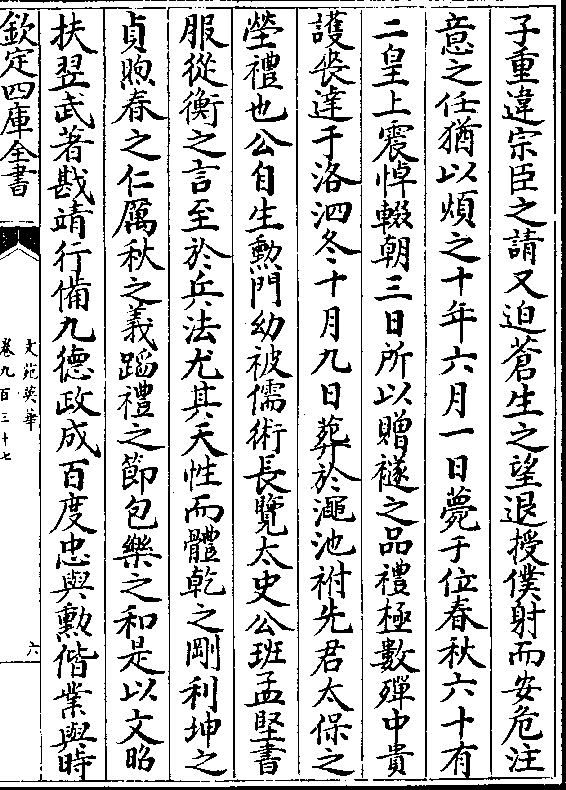 子重違宗臣之請又迫蒼生之望退授僕射而安危注
意之任猶以煩之十年六月一日薨于位春秋六十有
二皇上震悼輟朝三日所以贈襚之品禮極數殫中貴
護喪達于洛泗冬十月九日葬於澠池祔先君太保之
塋禮也公自生勲門幼被儒術長覽太史公班孟堅書
服從衡之言至於兵法尤其天性而體乾之剛利坤之
貞煦春之仁厲秋之義蹈禮之節包樂之和是以文昭
扶翌武著戡靖行備九德政成百度忠與勲偕業與時
欽定四庫全書
文苑英華
卷九百三十七
六